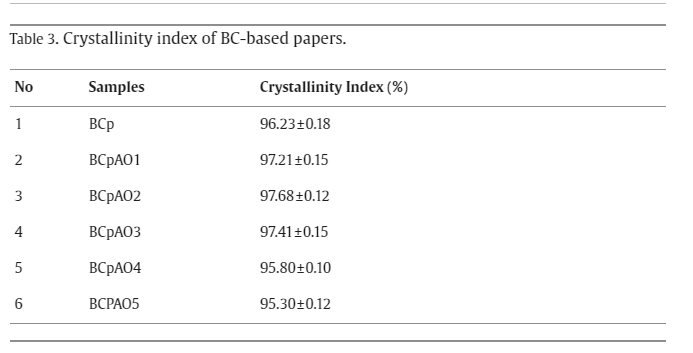 Table 3. Crystallinity index of BC-based papers.
No Samples Crystallinity Index (%)
1 BCp 96.23±0.18
2 BCpAO1 97.21±0.15
3 BCpAO2 97.68±0.12
4 BCpAO3 97.41±0.15
5 BCpAO4 95.80±0.10
6 BCPAO5 95.30±0.12